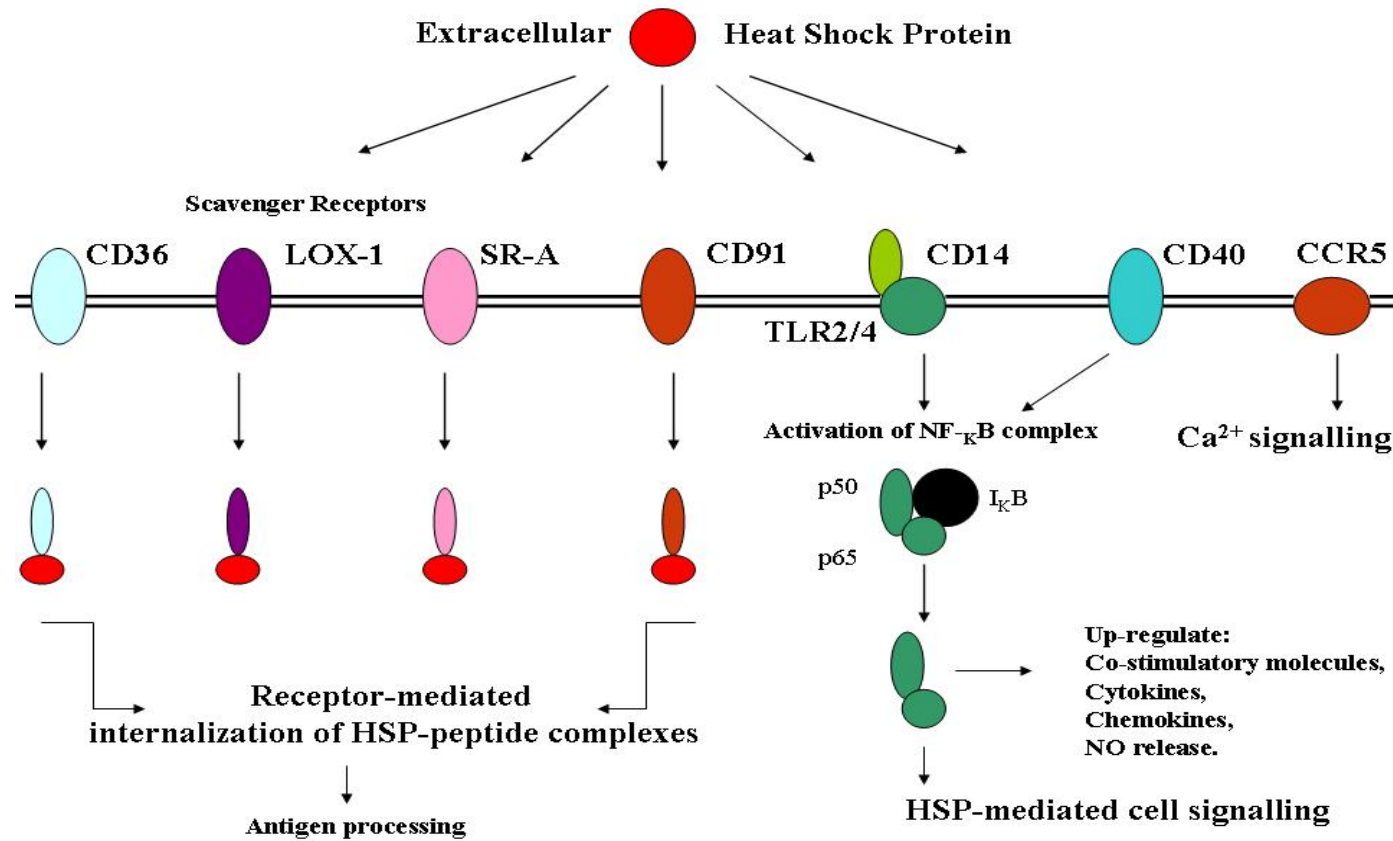 Extracellular Heat Shock Protein
Scavenger Receptors
CD36 LOX-1 SR-A CD91 CD14 CD40 CCR5
TLR2/4
Activation of NF-κB complex
Ca²⁺ signalling
p50
IκB
p65
Up-regulate:
Co-stimulatory molecules,
Cytokines,
Chemokines,
NO release.
Receptor-mediated
internalization of HSP-peptide complexes
HSP-mediated cell signalling
Antigen processing